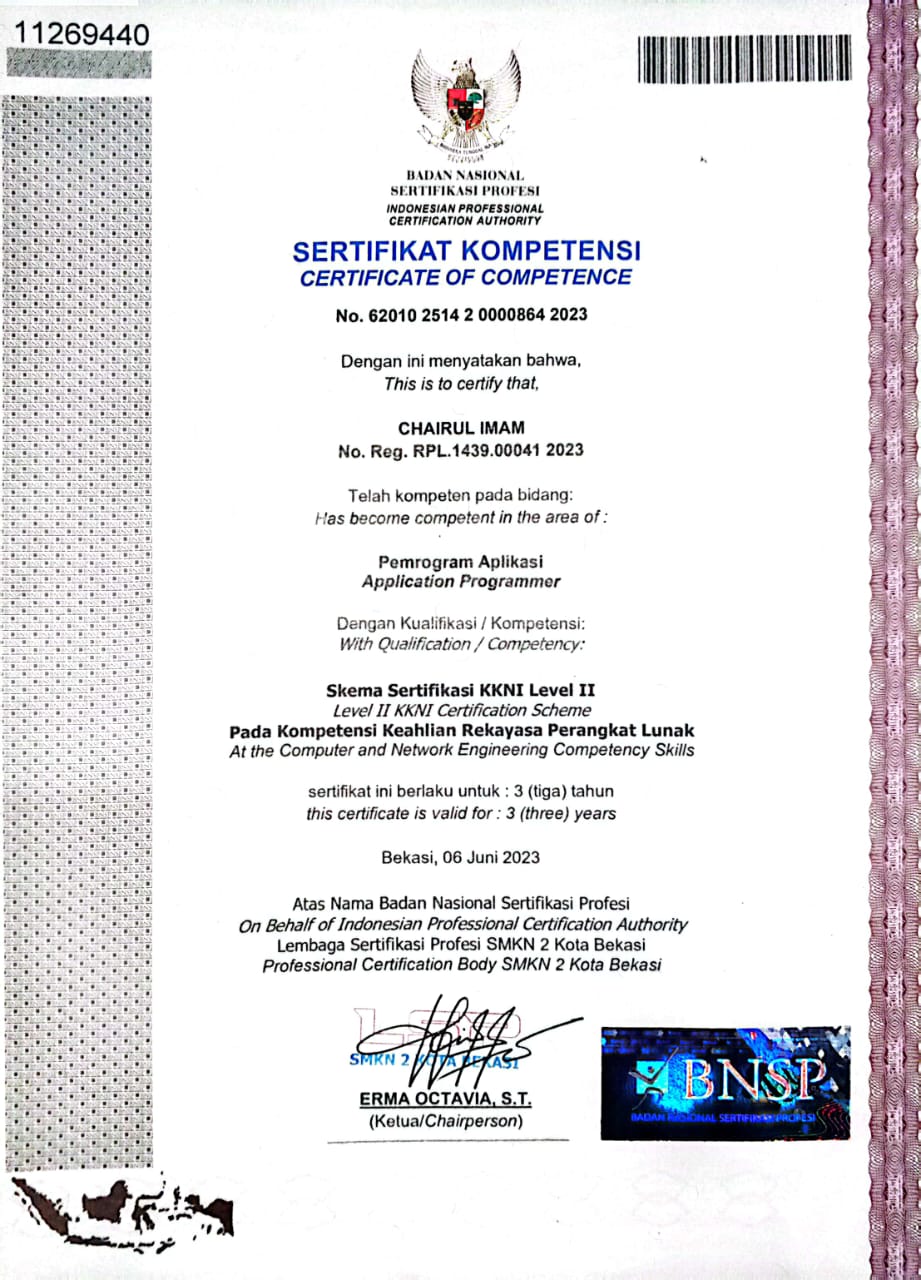 11269440
BADAN NASIONAL
SERTIFIKASI PROFESI
INDONESIAN PROFESSIONAL
CERTIFICATION AUTHORITY
SERTIFIKAT KOMPETENSI
CERTIFICATE OF COMPETENCE
No. 62010 2514 2 0000864 2023
Dengan ini menyatakan bahwa,
This is to certify that,
CHAIRUL IMAM
No. Reg. RPL.1439.00041 2023
Telah kompeten pada bidang:
Has become competent in the area of :
Pemrogram Aplikasi
Application Programmer
Dengan Kualifikasi / Kompetensi:
With Qualification / Competency:
Skema Sertifikasi KKNI Level II
Level II KKNI Certification Scheme
Pada Kompetensi Keahlian Rekayasa Perangkat Lunak
At the Computer and Network Engineering Competency Skills
sertifikat ini berlaku untuk : 3 (tiga) tahun
this certificate is valid for : 3 (three) years
Bekasi, 06 Juni 2023
Atas Nama Badan Nasional Sertifikasi Profesi
On Behalf of Indonesian Professional Certification Authority
Lembaga Sertifikasi Profesi SMKN 2 Kota Bekasi
Professional Certification Body SMKN 2 Kota Bekasi
LSP
SMKN 2 KOTA BEKASI
ERMA OCTAVIA, S.T.
(Ketua/Chairperson)
BNSP
BADAN NASIONAL SERTIFIKASI PROFESI